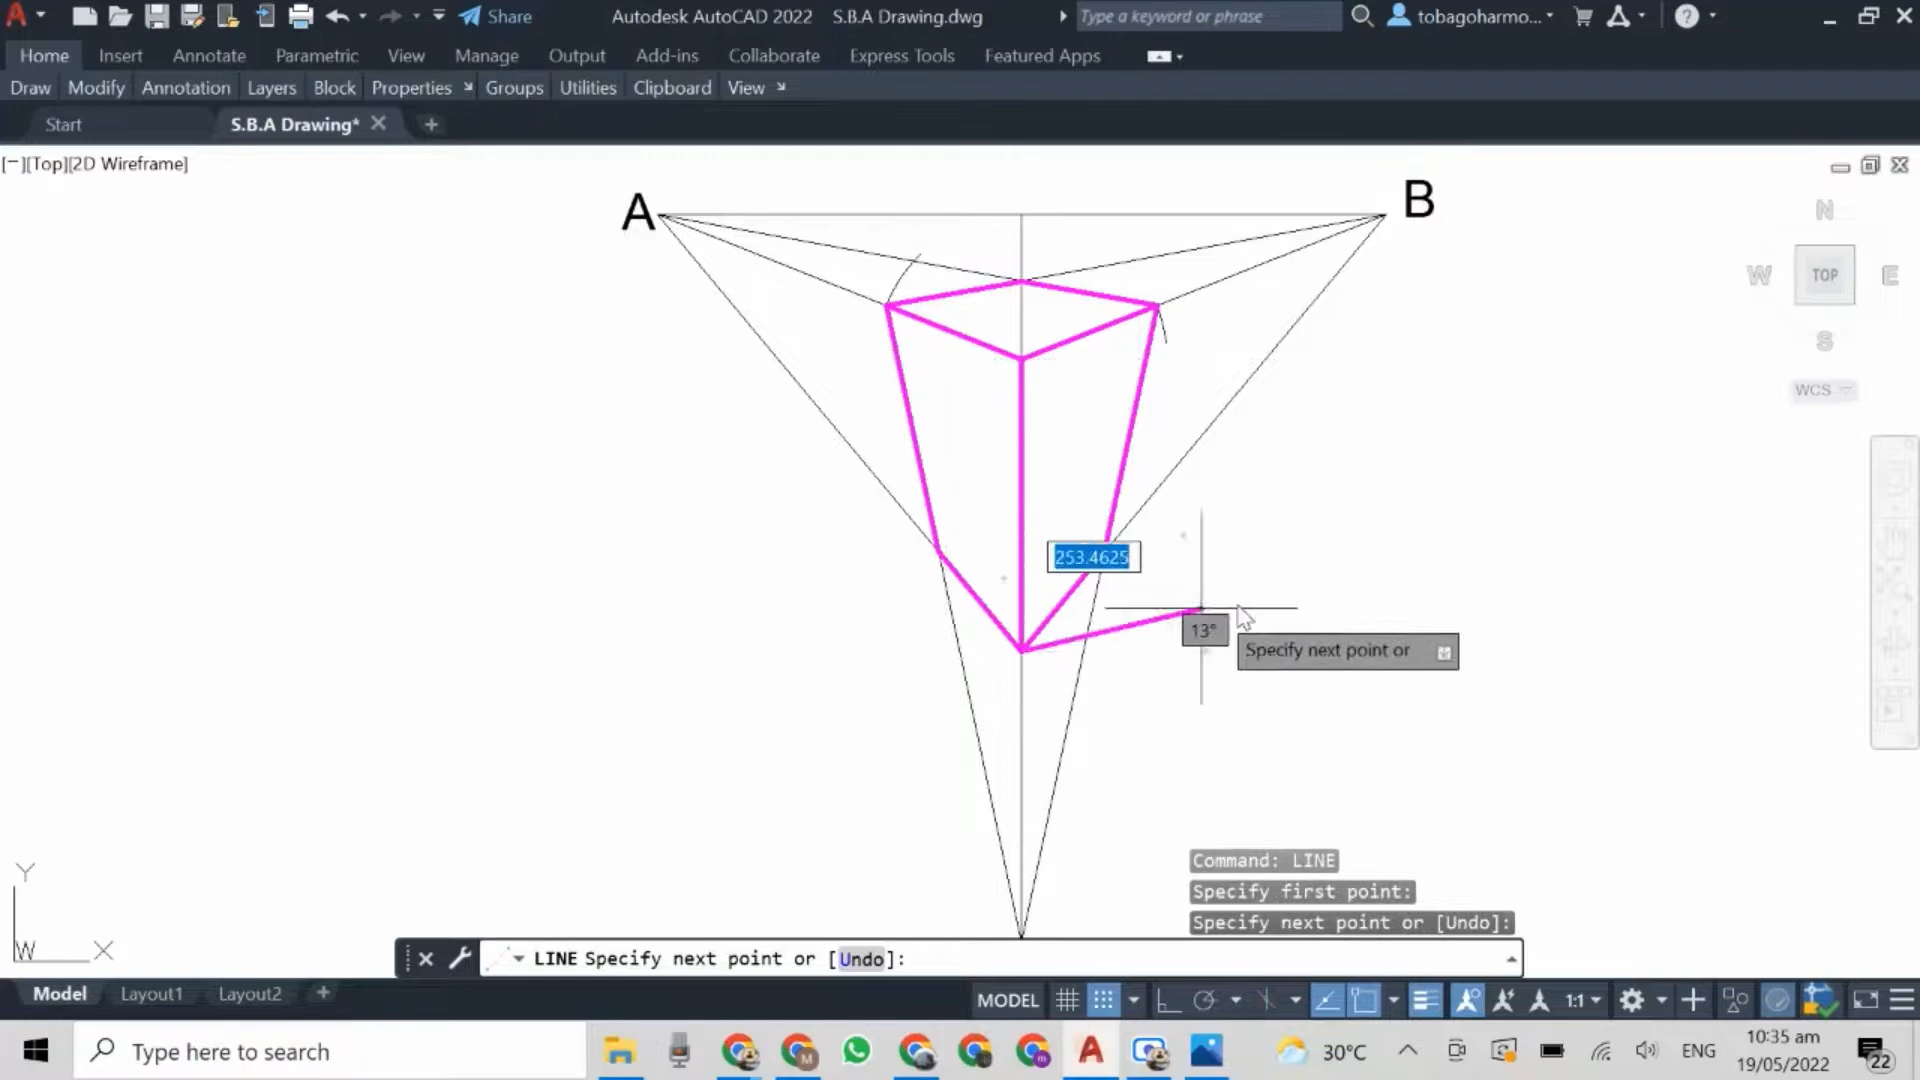 Share
Autodesk AutoCAD 2022 S.B.A Drawing.dwg
Type a keyword or phrase
tobagoharmo...
Home Insert Annotate Parametric View Manage Output Add-ins Collaborate Express Tools Featured Apps
Draw Modify Annotation Layers Block Properties Groups Utilities Clipboard View
Start S.B.A Drawing*
[−][Top][2D Wireframe]
A
B
N
W TOP E
S
WCS
253.4625
13°
Specify next point or
Command: LINE
Specify first point:
Specify next point or [Undo]:
Y
W X
LINE Specify next point or [Undo]:
Model Layout1 Layout2
MODEL
1:1
Type here to search
30°C
ENG
10:35 am
19/05/2022
22